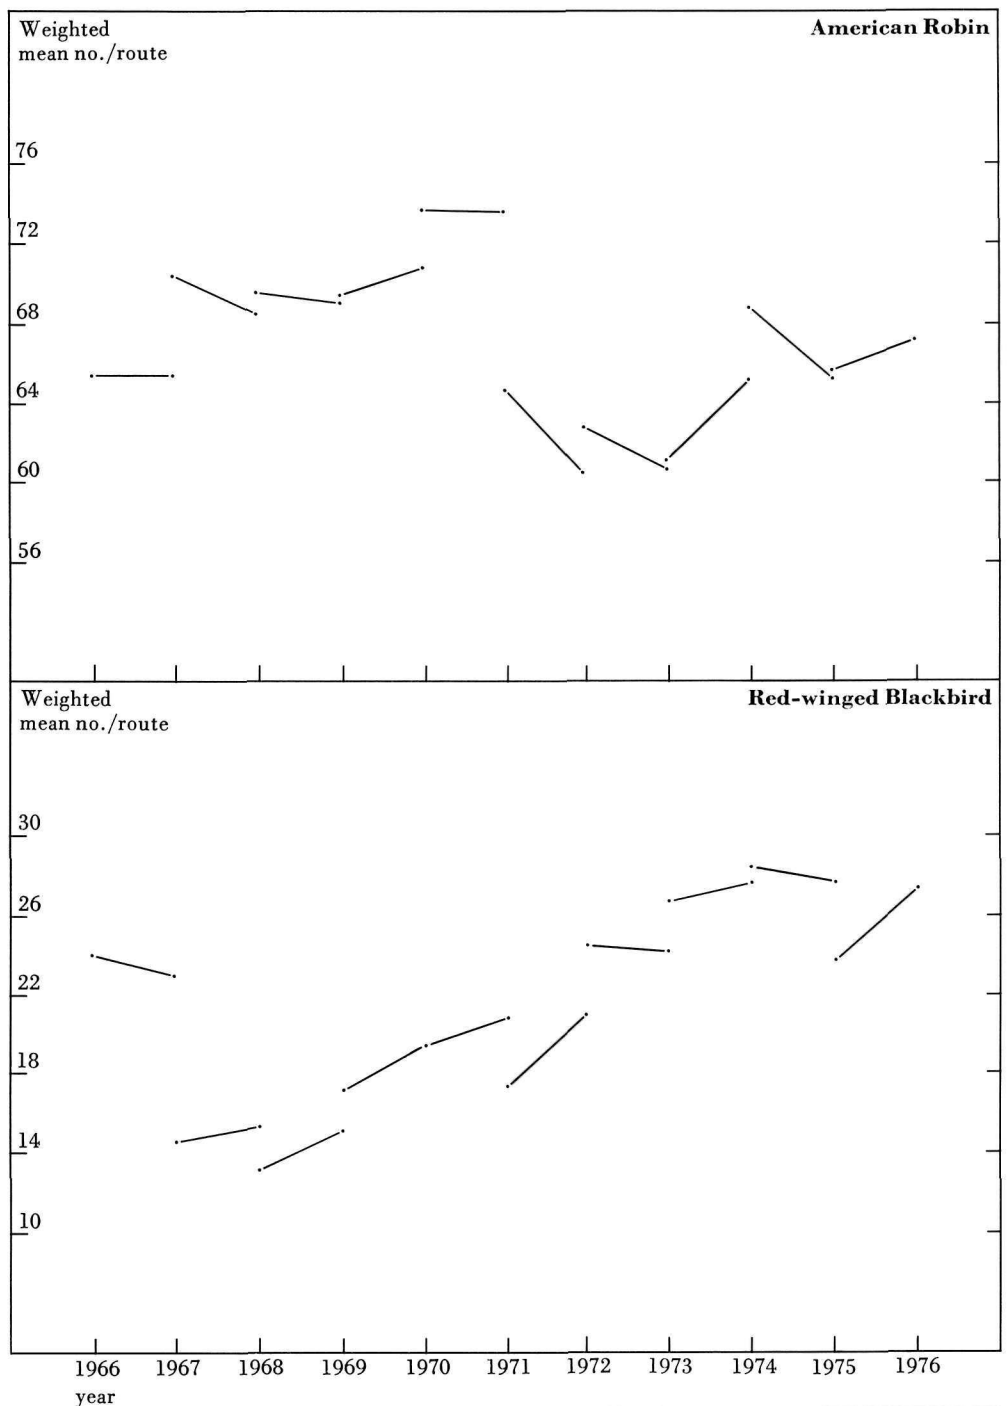 Weighted
mean no./route
American Robin
76
72
68
64
60
56
Weighted
mean no./route
Red-winged Blackbird
30
26
22
18
14
10
1966 1967 1968 1969 1970 1971 1972 1973 1974 1975 1976
year